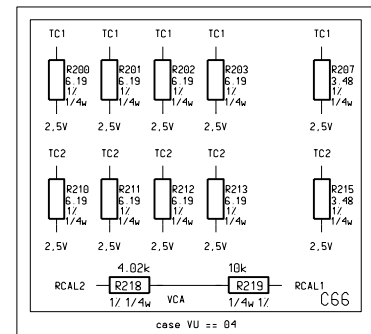 TC1 TC1 TC1 TC1 TC1
R200 R201 R202 R203 R207
6.19 6.19 6.19 6.19 3.48
1% 1% 1% 1% 1%
1/4w 1/4w 1/4w 1/4w 1/4w
2,5V 2,5V 2,5V 2,5V 2,5V
TC2 TC2 TC2 TC2 TC2
R210 R211 R212 R213 R215
6.19 6.19 6.19 6.19 3.48
1% 1% 1% 1% 1%
1/4w 1/4w 1/4w 1/4w 1/4w
2,5V 2,5V 2,5V 2,5V 2,5V
4.02k 10k
RCAL2 R218 R219 RCAL1
1% 1/4w VCA 1/4w 1% C66
case VU == 04